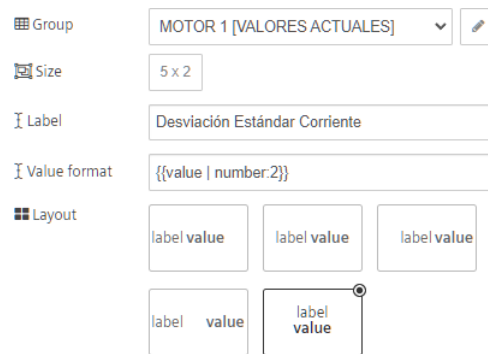 Group MOTOR 1 [VALORES ACTUALES]
Size 5 x 2
Label Desviación Estándar Corriente
Value format {{value | number:2}}
Layout
label value label value label value
label value label
value